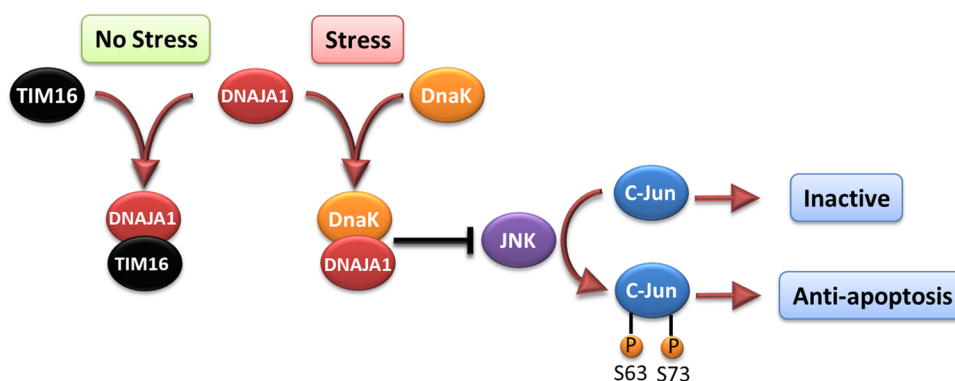 No Stress
Stress
TIM16
DNAJA1
DnaK
DNAJA1
TIM16
DnaK
DNAJA1
JNK
C-Jun
Inactive
C-Jun
Anti-apoptosis
P
P
S63
S73